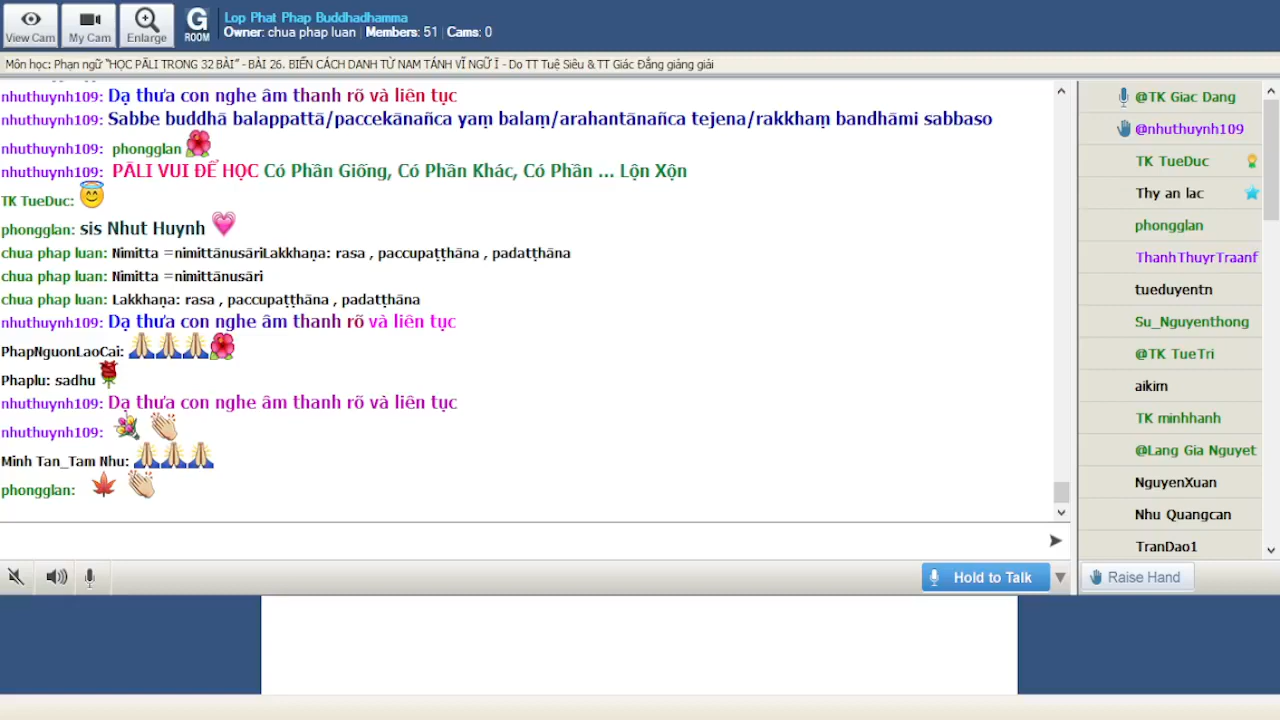 View Cam
My Cam
Enlarge
G
ROOM
Lop Phat Phap Buddhadhamma
Owner: chua phap luan | Members: 51 | Cams: 0
Môn học: Phạn ngữ "HỌC PĀLI TRONG 32 BÀI" - BÀI 26. BIẾN CÁCH DANH TỪ NAM TÁNH VĨ NGỮ Ī - Do TT Tuệ Siêu & TT Giác Đẳng giảng giải
nhuthuynh109: Dạ thưa con nghe âm thanh rõ và liên tục
nhuthuynh109: Sabbe buddhā balappattā/paccekānañca yaṃ balaṃ/arahantānañca tejena/rakkhaṃ bandhāmi sabbaso
nhuthuynh109: phongglan
nhuthuynh109: PĀLI VUI ĐỂ HỌC Có Phần Giống, Có Phần Khác, Có Phần ... Lộn Xộn
TK TueDuc:
phongglan: sis Nhut Huynh
chua phap luan: Nimitta =nimittānusāriLakkhaṇa: rasa , paccupaṭṭhāna , padaṭṭhāna
chua phap luan: Nimitta =nimittānusāri
chua phap luan: Lakkhaṇa: rasa , paccupaṭṭhāna , padaṭṭhāna
nhuthuynh109: Dạ thưa con nghe âm thanh rõ và liên tục
PhapNguonLaoCai:
Phaplu: sadhu
nhuthuynh109: Dạ thưa con nghe âm thanh rõ và liên tục
nhuthuynh109:
Minh Tan_Tam Nhu:
phongglan:
Hold to Talk
@TK Giac Dang
@nhuthuynh109
TK TueDuc
Thy an lac
phongglan
ThanhThuyrTraanf
tueduyentn
Su_Nguyenthong
@TK TueTri
aikim
TK minhhanh
@Lang Gia Nguyet
NguyenXuan
Nhu Quangcan
TranDao1
Raise Hand